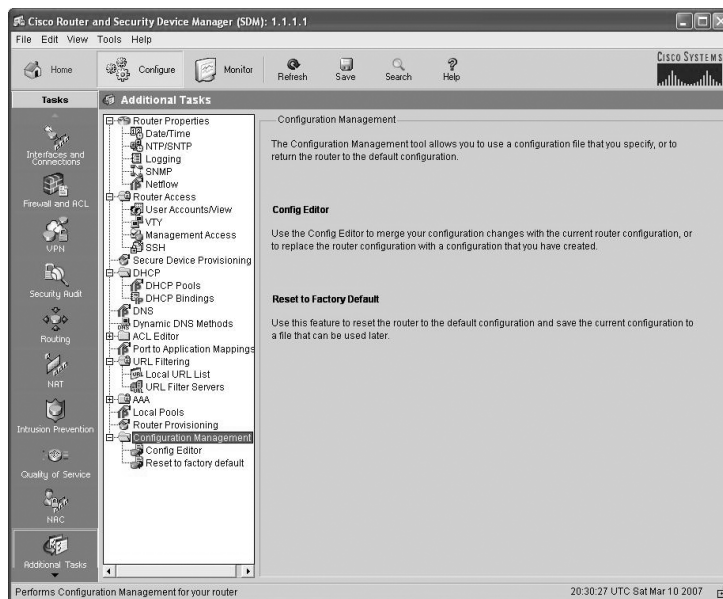 Cisco Router and Security Device Manager (SDM): 1.1.1.1
File Edit View Tools Help
Home
Configure
Monitor
Refresh
Save
Search
Help
CISCO SYSTEMS
Tasks
Additional Tasks
Interfaces and
Connections
Firewall and ACL
VPN
Security Audit
Routing
NAT
Intrusion Prevention
Quality of Service
NAC
Additional Tasks
Router Properties
Date/Time
NTP/SNTP
Logging
SNMP
Netflow
Router Access
User Accounts/View
VTY
Management Access
SSH
Secure Device Provisioning
DHCP
DHCP Pools
DHCP Bindings
DNS
Dynamic DNS Methods
ACL Editor
Port to Application Mappings
URL Filtering
Local URL List
URL Filter Servers
AAA
Local Pools
Router Provisioning
Configuration Management
Config Editor
Reset to factory default
Configuration Management
The Configuration Management tool allows you to use a configuration file that you specify, or to
return the router to the default configuration.
Config Editor
Use the Config Editor to merge your configuration changes with the current router configuration, or
to replace the router configuration with a configuration that you have created.
Reset to Factory Default
Use this feature to reset the router to the default configuration and save the current configuration to
a file that can be used later.
Performs Configuration Management for your router
20:30:27 UTC Sat Mar 10 2007